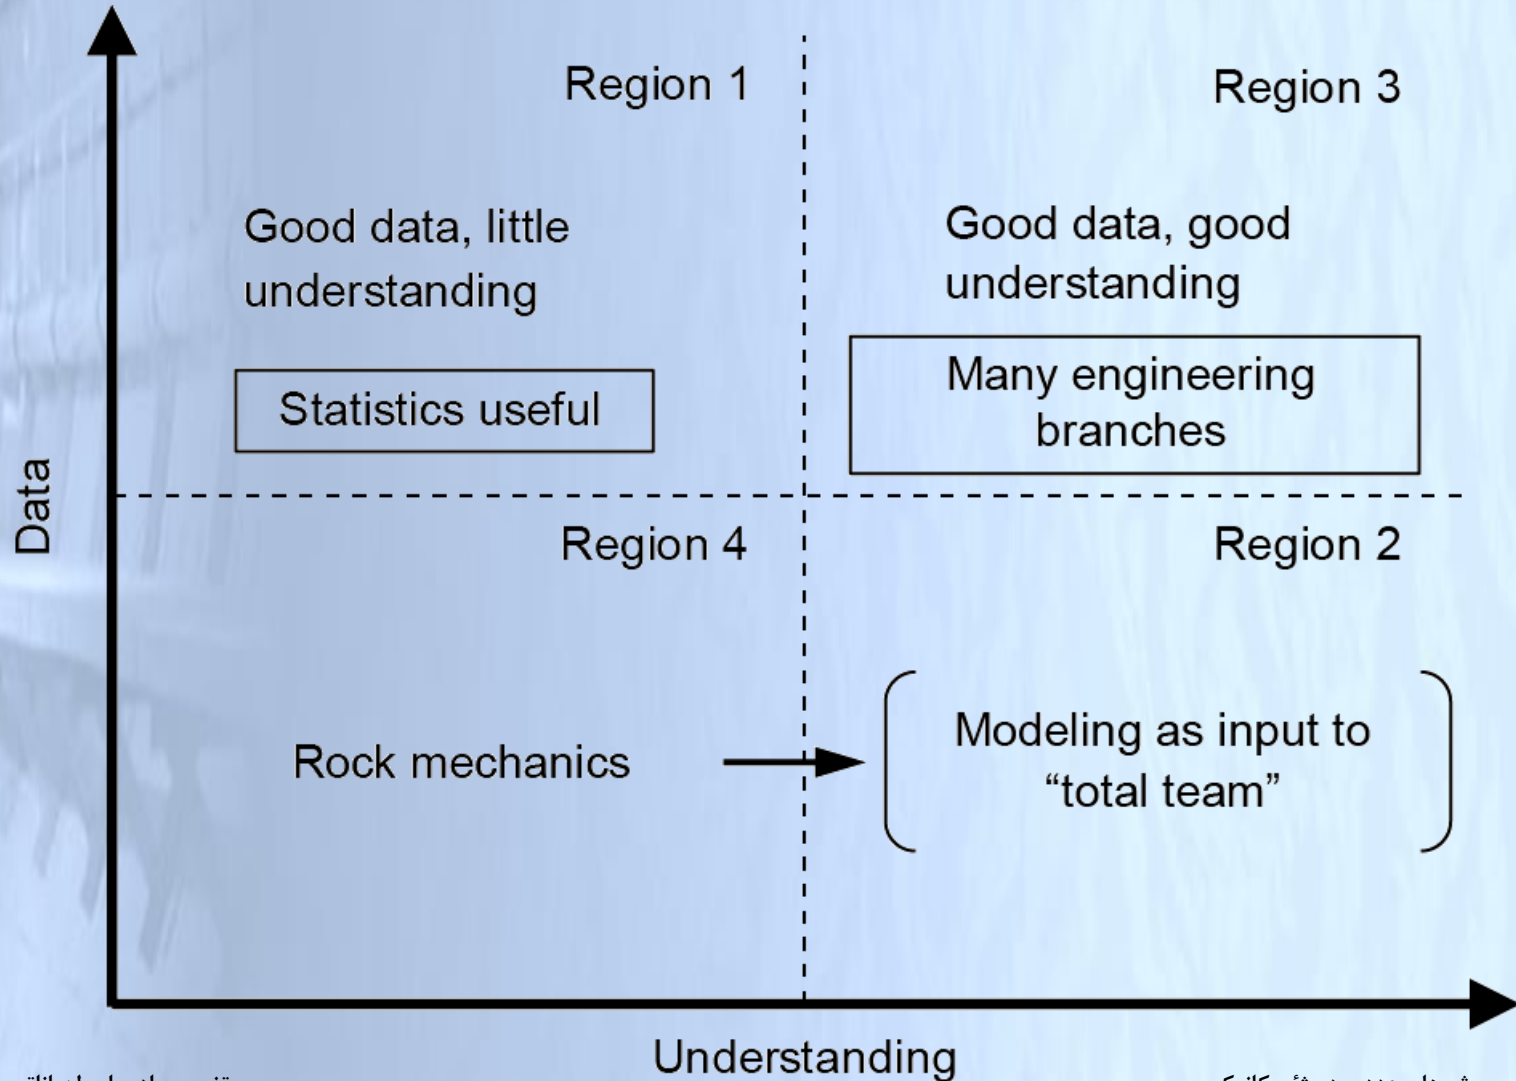 Region 1
Region 3
Good data, little
understanding
Good data, good
understanding
Statistics useful
Many engineering
branches
Data
Region 4
Region 2
Rock mechanics
Modeling as input to
“total team”
Understanding